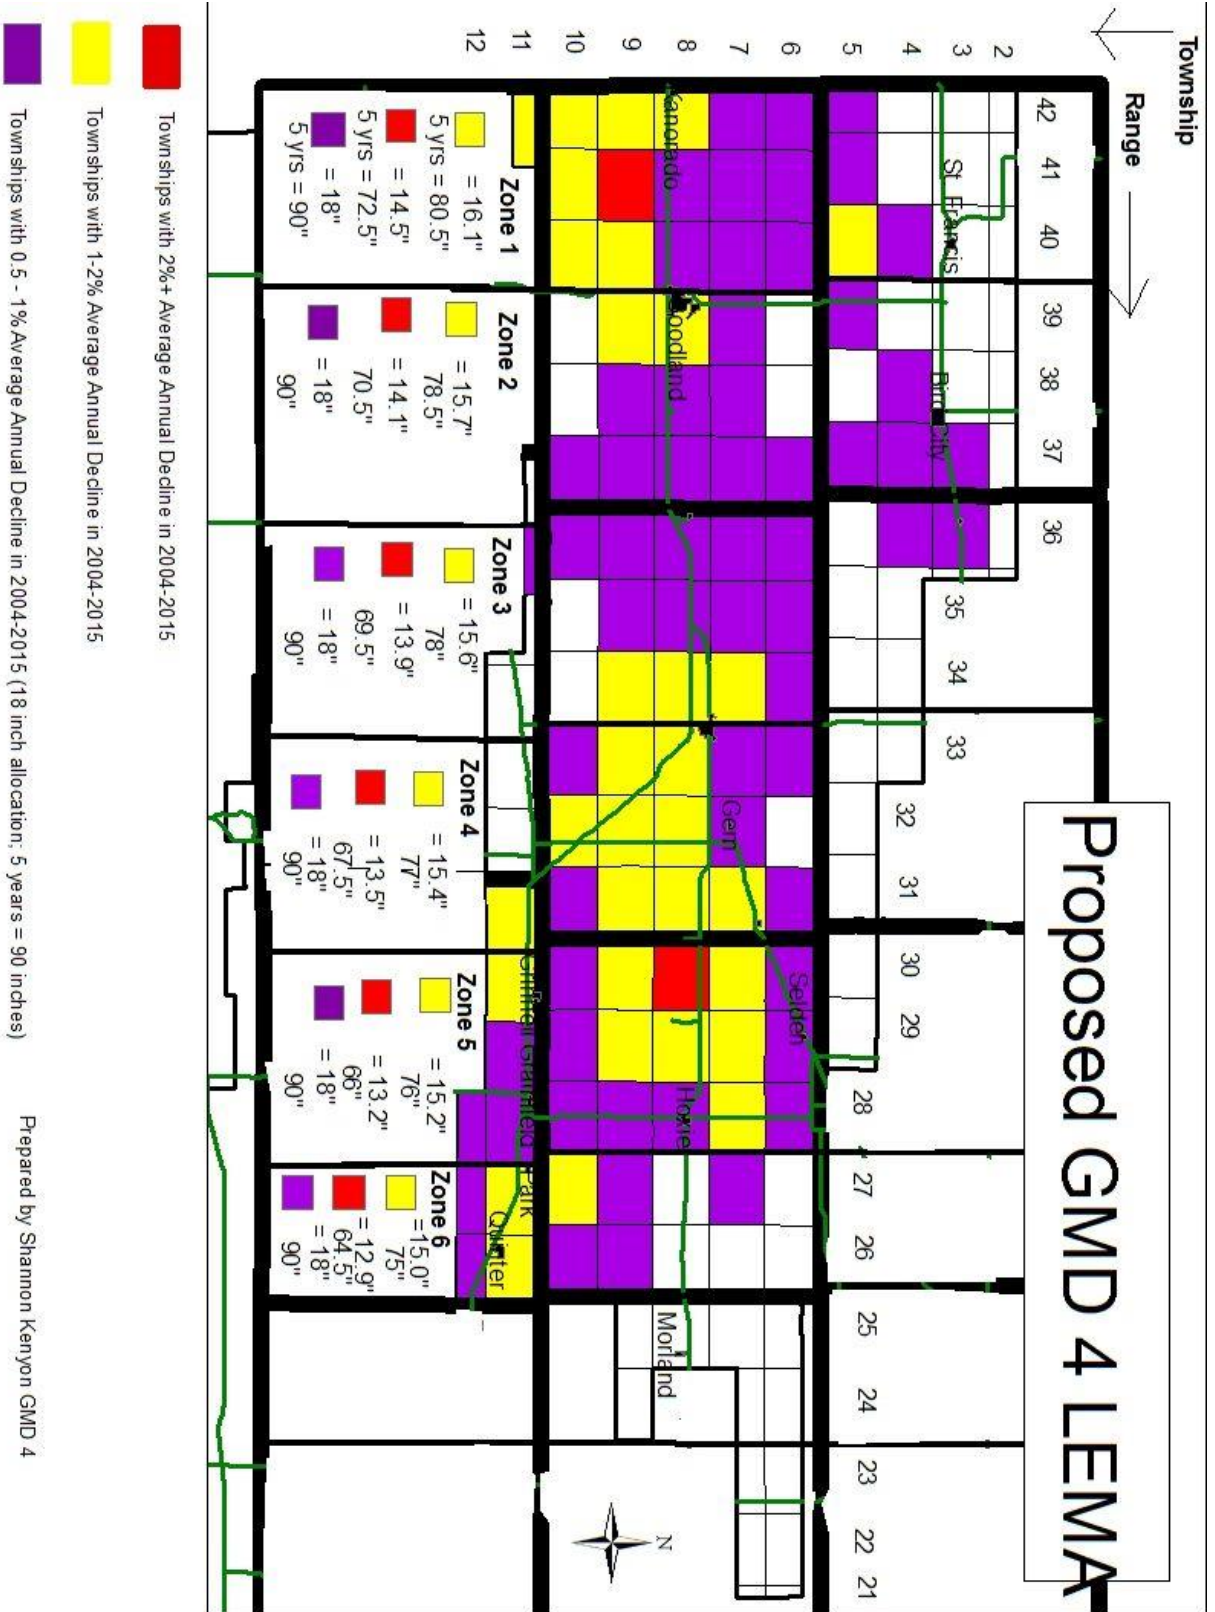 Proposed GMD 4 LEMA
Township
Range
42
41
40
39
38
37
36
35
34
33
32
31
30
29
28
27
26
25
24
23
22
21
2
3
4
5
6
7
8
9
10
11
12
St. Francis
Bird City
Kanorado
Goodland
Gem
Selden
Hoxie
Morland
Grinnell
Grainfield
Park
Quinter
N
Zone 1
= 16.1"
5 yrs = 80.5"
= 14.5"
5 yrs = 72.5"
= 18"
5 yrs = 90"
Zone 2
= 15.7"
78.5"
= 14.1"
70.5"
= 18"
90"
Zone 3
= 15.6"
78"
= 13.9"
69.5"
= 18"
90"
Zone 4
= 15.4"
77"
= 13.5"
67.5"
= 18"
90"
Zone 5
= 15.2"
76"
= 13.2"
66"
= 18"
90"
Zone 6
=15.0"
75"
=12.9"
64.5"
= 18"
90"
Townships with 2%+ Average Annual Decline in 2004-2015
Townships with 1-2% Average Annual Decline in 2004-2015
Townships with 0.5 - 1% Average Annual Decline in 2004-2015 (18 inch allocation; 5 years = 90 inches)
Prepared by Shannon Kenyon GMD 4